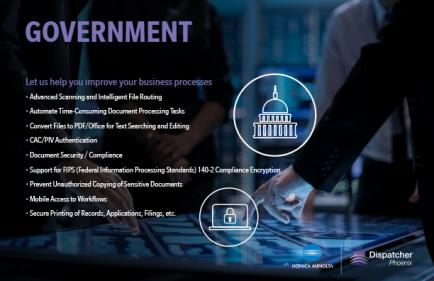 GOVERNMENT
Let us help you improve your business processes
• Advanced Scanning and Intelligent File Routing
• Automate Time-Consuming Document Processing Tasks
• Convert Files to PDF/Office for Text Searching and Editing
• CAC/PIV Authentication
• Document Security / Compliance
• Support for FIPS (Federal Information Processing Standards) 140-2 Compliance Encryption
• Prevent Unauthorized Copying of Sensitive Documents
• Mobile Access to Workflows
• Secure Printing of Records, Applications, Filings, etc.
KONICA MINOLTA
Dispatcher
Phoenix